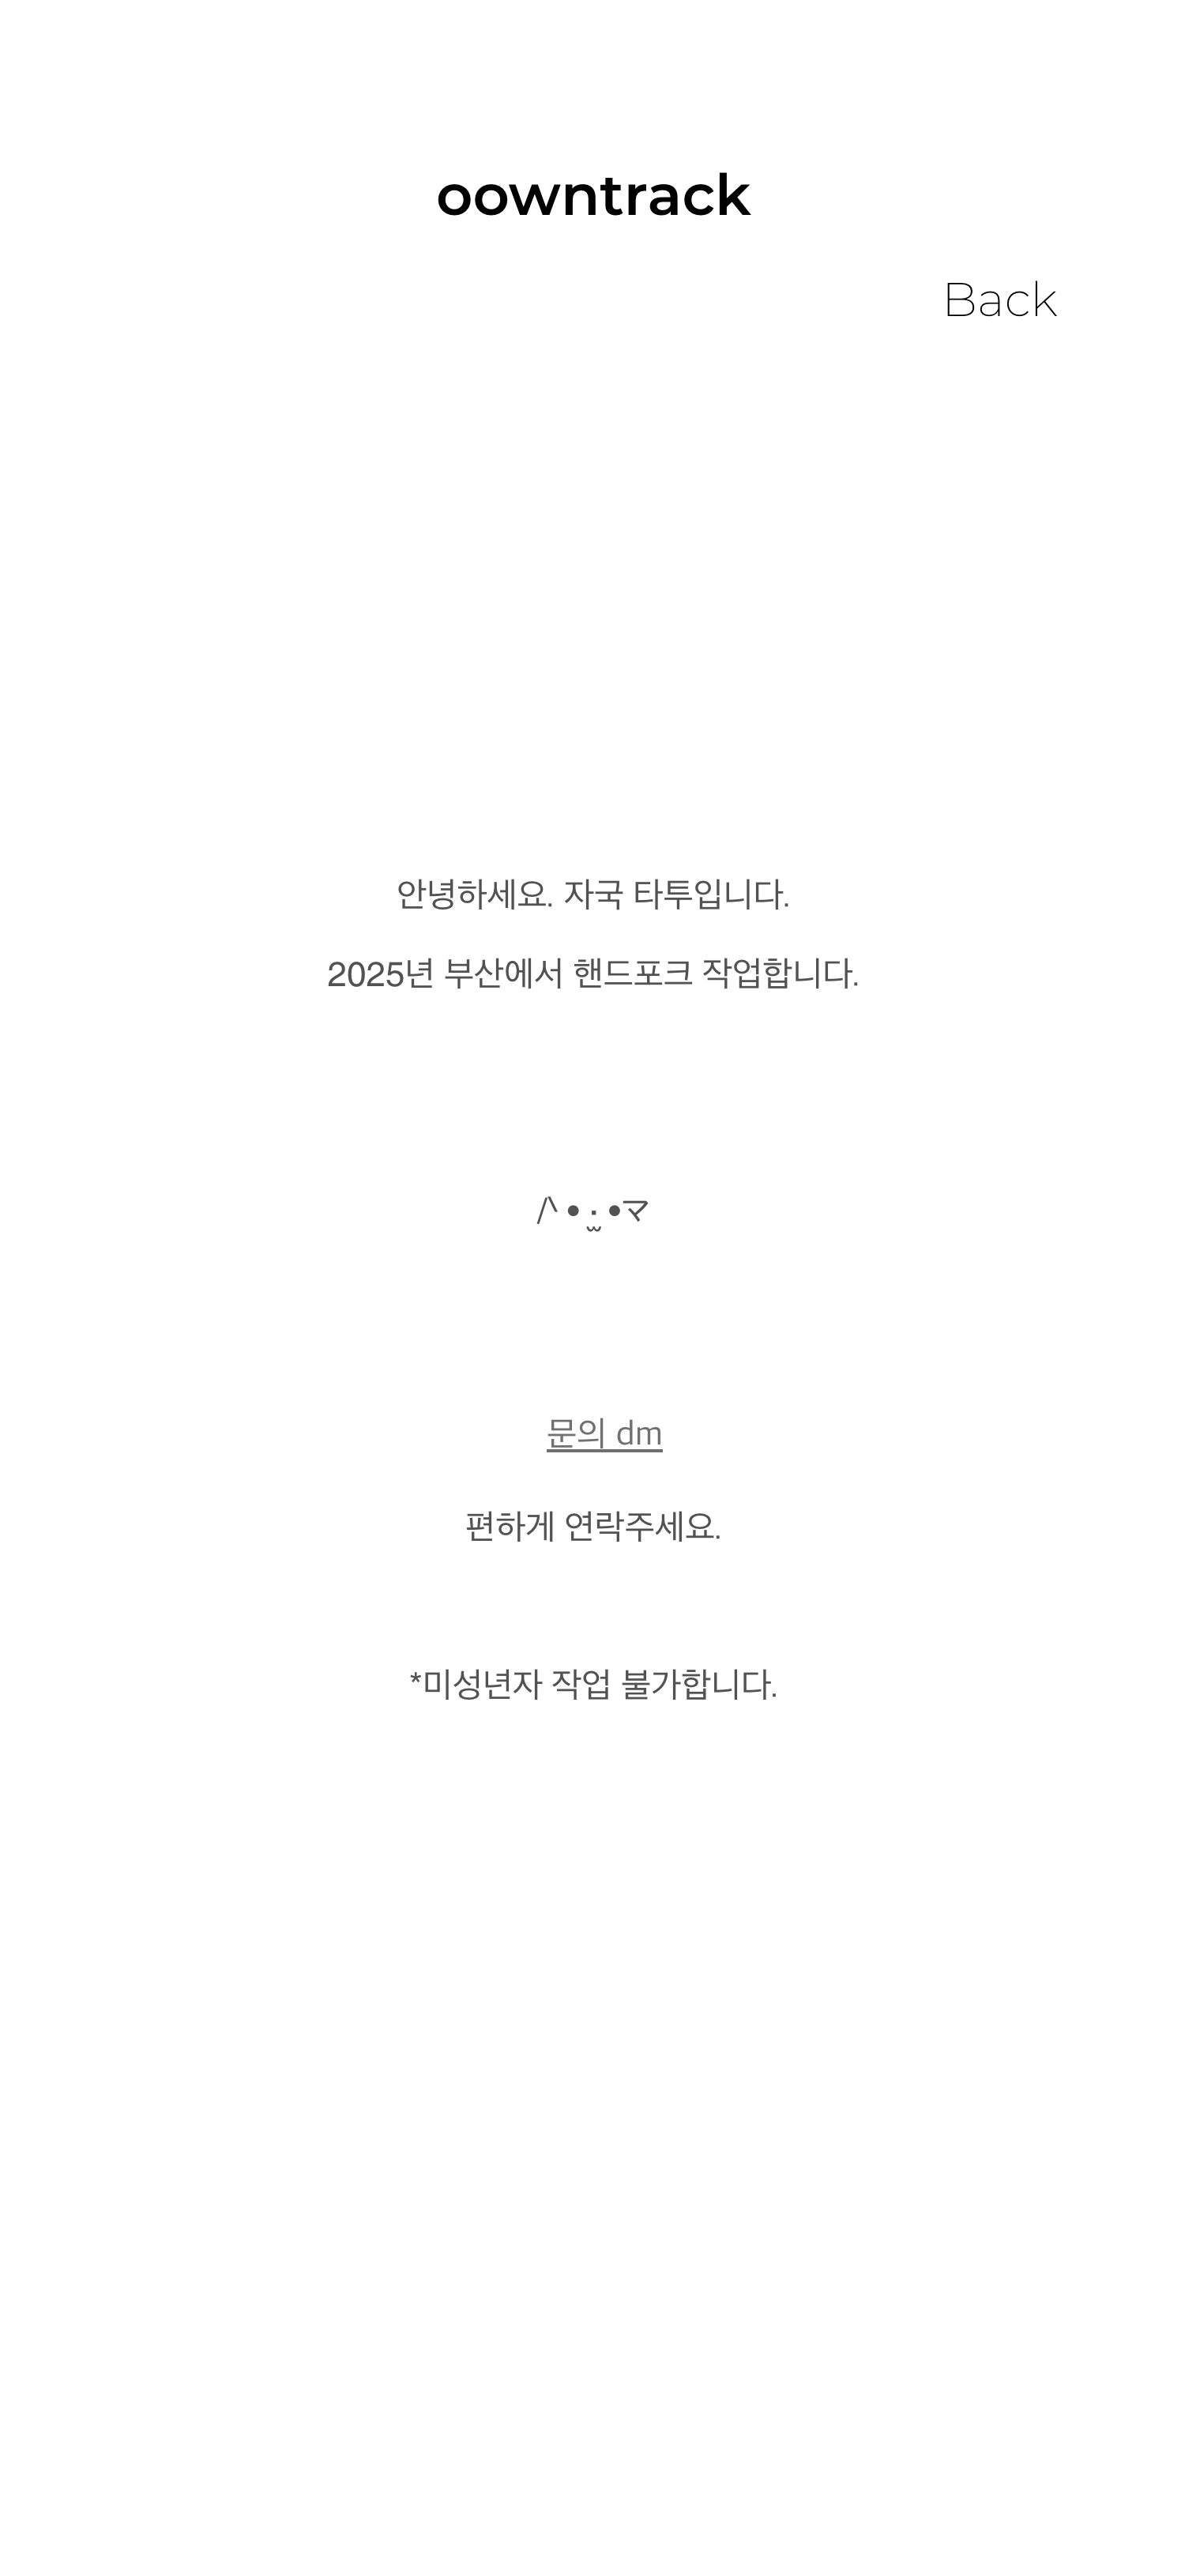 oowntrack
Back
안녕하세요. 자국 타투입니다.
2025년 부산에서 핸드포크 작업합니다.
/ᐢ • ·̫ •マ
문의 dm
편하게 연락주세요.
*미성년자 작업 불가합니다.